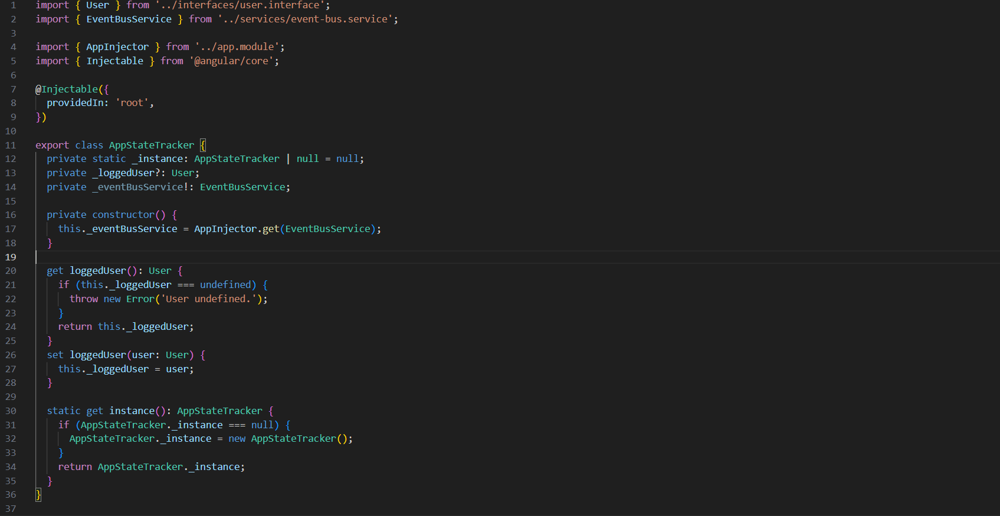 1 import { User } from '../interfaces/user.interface';
2 import { EventBusService } from '../services/event-bus.service';
3
4 import { AppInjector } from '../app.module';
5 import { Injectable } from '@angular/core';
6
7 @Injectable({
8   providedIn: 'root',
9 })
10
11 export class AppStateTracker {
12   private static _instance: AppStateTracker | null = null;
13   private _loggedUser?: User;
14   private _eventBusService!: EventBusService;
15
16   private constructor() {
17     this._eventBusService = AppInjector.get(EventBusService);
18   }
19
20   get loggedUser(): User {
21     if (this._loggedUser === undefined) {
22       throw new Error('User undefined.');
23     }
24     return this._loggedUser;
25   }
26   set loggedUser(user: User) {
27     this._loggedUser = user;
28   }
29
30   static get instance(): AppStateTracker {
31     if (AppStateTracker._instance === null) {
32       AppStateTracker._instance = new AppStateTracker();
33     }
34     return AppStateTracker._instance;
35   }
36 }
37